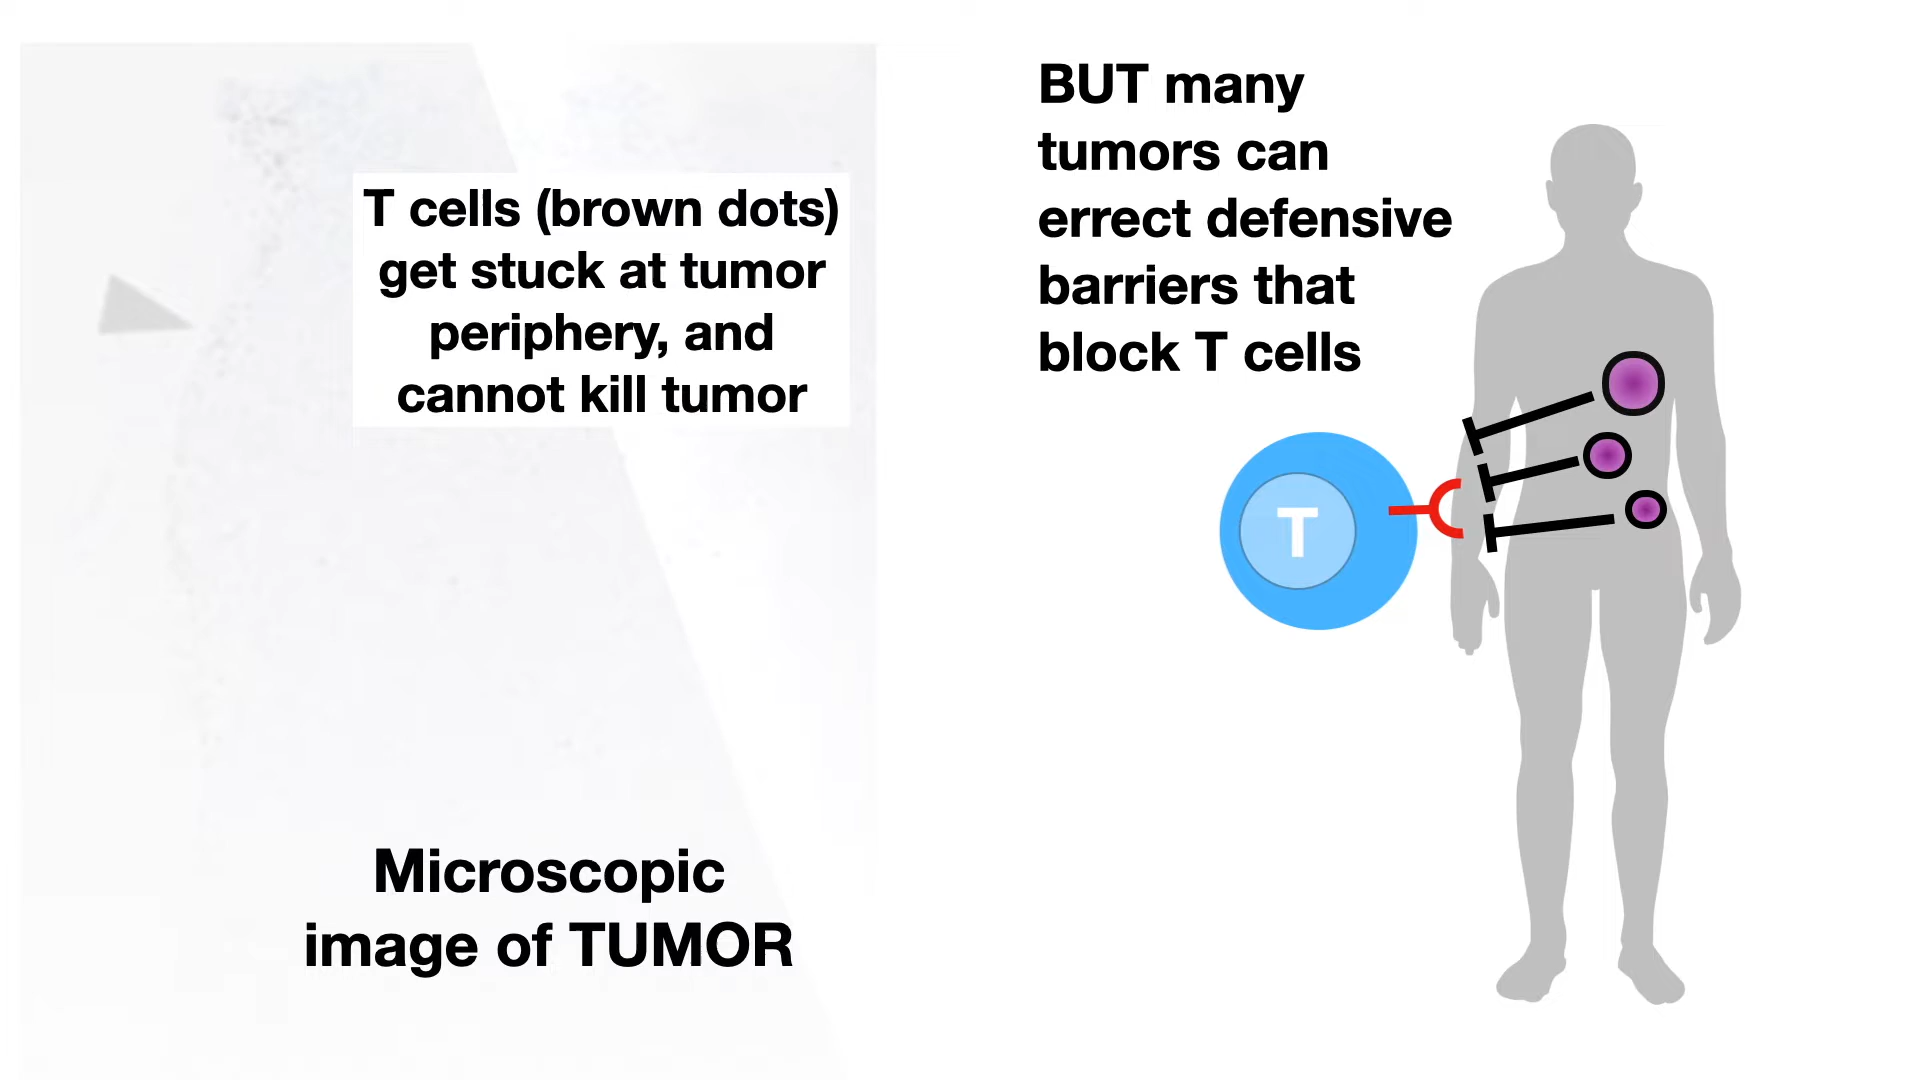 T cells (brown dots)
get stuck at tumor
periphery, and
cannot kill tumor
Microscopic
image of TUMOR
BUT many
tumors can
errect defensive
barriers that
block T cells
T